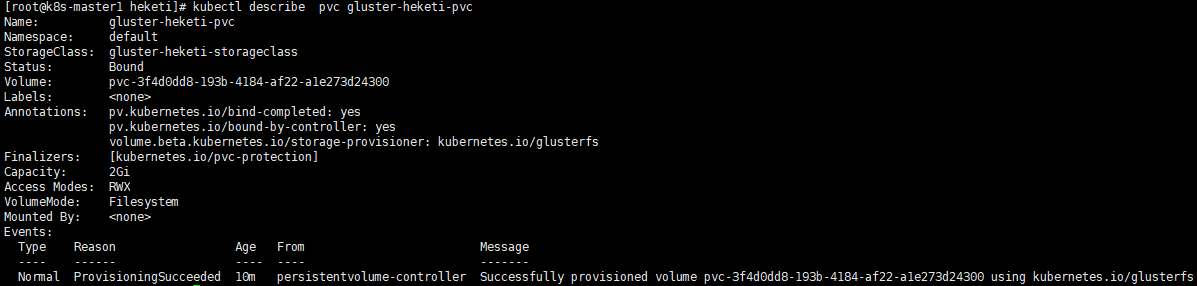 [root@k8s-master1 heketi]# kubectl describe  pvc gluster-heketi-pvc
Name:          gluster-heketi-pvc
Namespace:     default
StorageClass:  gluster-heketi-storageclass
Status:        Bound
Volume:        pvc-3f4d0dd8-193b-4184-af22-a1e273d24300
Labels:        <none>
Annotations:   pv.kubernetes.io/bind-completed: yes
               pv.kubernetes.io/bound-by-controller: yes
               volume.beta.kubernetes.io/storage-provisioner: kubernetes.io/glusterfs
Finalizers:    [kubernetes.io/pvc-protection]
Capacity:      2Gi
Access Modes:  RWX
VolumeMode:    Filesystem
Mounted By:    <none>
Events:
  Type    Reason                 Age   From                         Message
  ----    ------                 ----  ----                         -------
  Normal  ProvisioningSucceeded  10m   persistentvolume-controller  Successfully provisioned volume pvc-3f4d0dd8-193b-4184-af22-a1e273d24300 using kubernetes.io/glusterfs